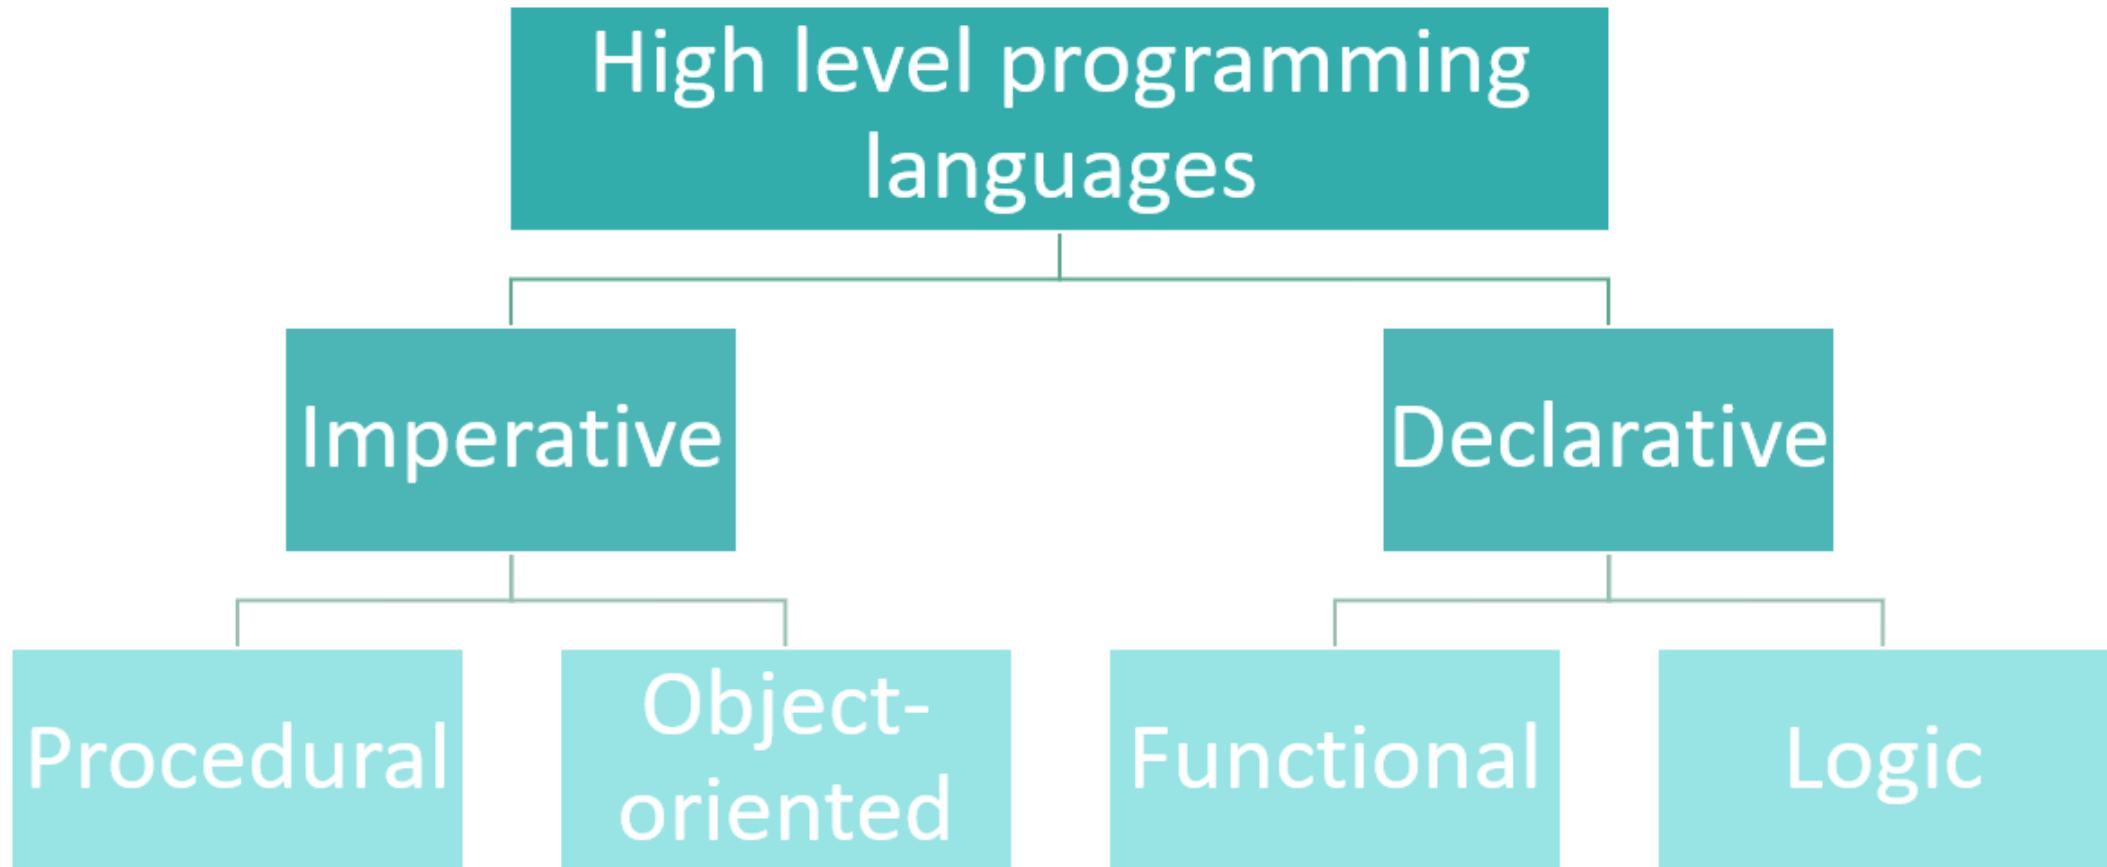 High level programming
languages
Imperative
Declarative
Procedural
Object-
oriented
Functional
Logic